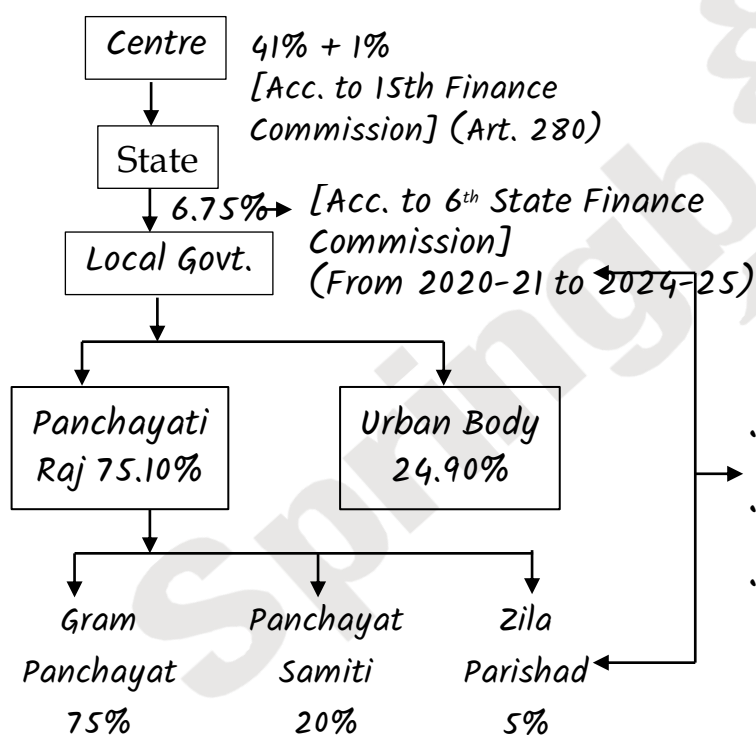 Centre
41% + 1%
[Acc. to 15th Finance
Commission] (Art. 280)
State
6.75%
[Acc. to 6th State Finance
Commission]
(From 2020-21 to 2024-25)
Local Govt.
Panchayati
Raj 75.10%
Urban Body
24.90%
Gram
Panchayat
75%
Panchayat
Samiti
20%
Zila
Parishad
5%
Springb